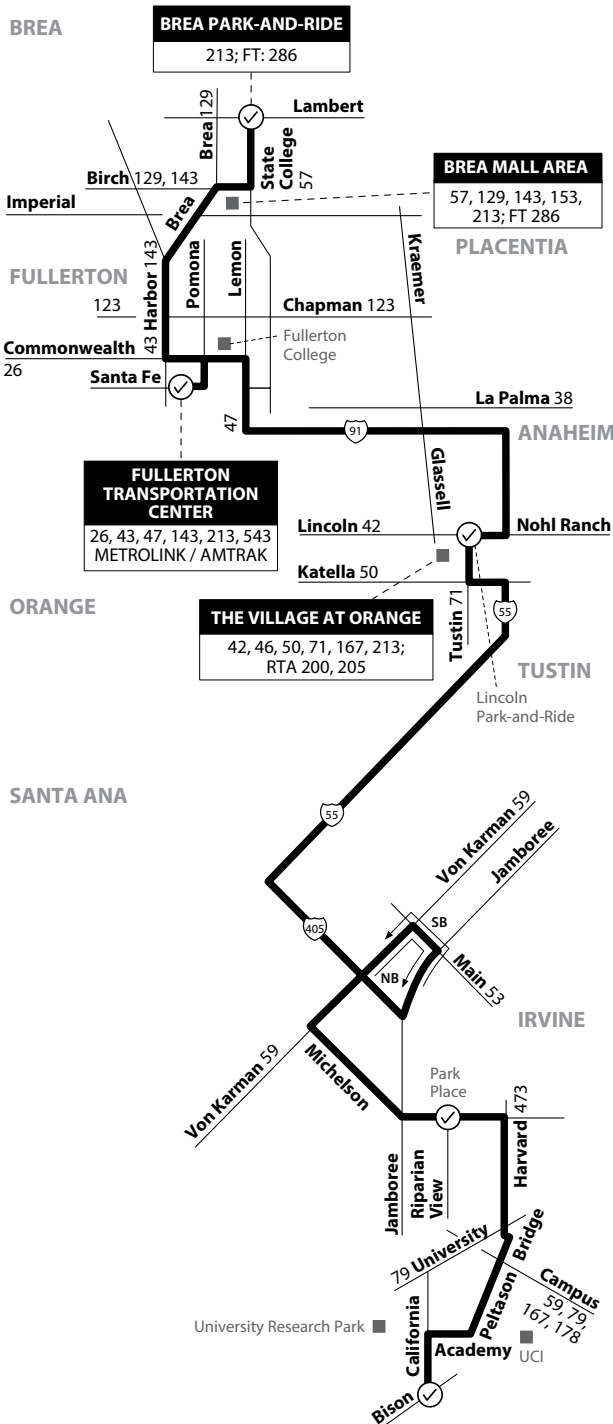 BREA
BREA PARK-AND-RIDE
213; FT: 286
Lambert
Brea 129
State
College
57
Birch 129, 143
BREA MALL AREA
57, 129, 143, 153,
213; FT 286
Imperial
Brea
PLACENTIA
Kraemer
FULLERTON
Harbor 143
43
Pomona
Lemon
123
Chapman 123
Fullerton
College
Commonwealth
26
Santa Fe
47
La Palma 38
91
ANAHEIM
FULLERTON
TRANSPORTATION
CENTER
26, 43, 47, 143, 213, 543
METROLINK / AMTRAK
Glassell
Lincoln 42
Nohl Ranch
Katella 50
ORANGE
THE VILLAGE AT ORANGE
42, 46, 50, 71, 167, 213;
RTA 200, 205
Tustin 71
55
TUSTIN
Lincoln
Park-and-Ride
SANTA ANA
55
Von Karman 59
Jamboree
405
SB
NB
Main 53
IRVINE
Von Karman 59
Michelson
Park
Place
Harvard 473
Jamboree
Riparian
View
79 University
Bridge
Campus
59, 79,
167, 178
Peltason
University Research Park
California
Academy
UCI
Bison